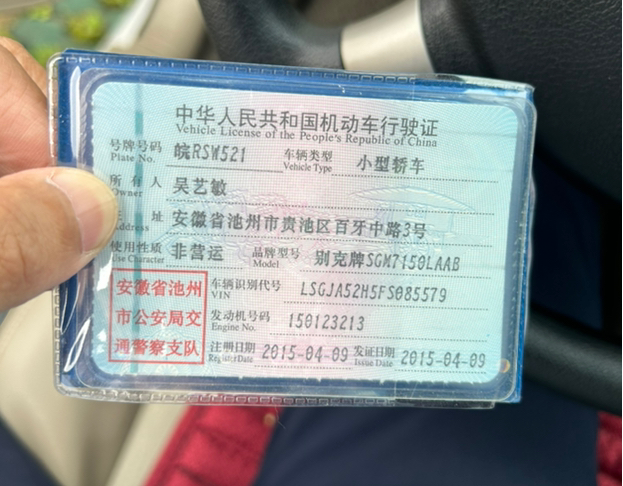 中华人民共和国机动车行驶证
Vehicle License of the People's Republic of China
号牌号码 皖RSW521 车辆类型 小型轿车
Plate No. Vehicle Type
所有人 吴艺敏
Owner
住 址 安徽省池州市贵池区百牙中路3号
Address
使用性质 非营运 品牌型号 别克牌SGM7150LAAB
Use Character Model
安徽省池州
市公安局交
通警察支队
车辆识别代号 LSGJA52H5FS085579
VIN
发动机号码 150123213
Engine No.
注册日期 2015-04-09 发证日期 2015-04-09
Register Date Issue Date